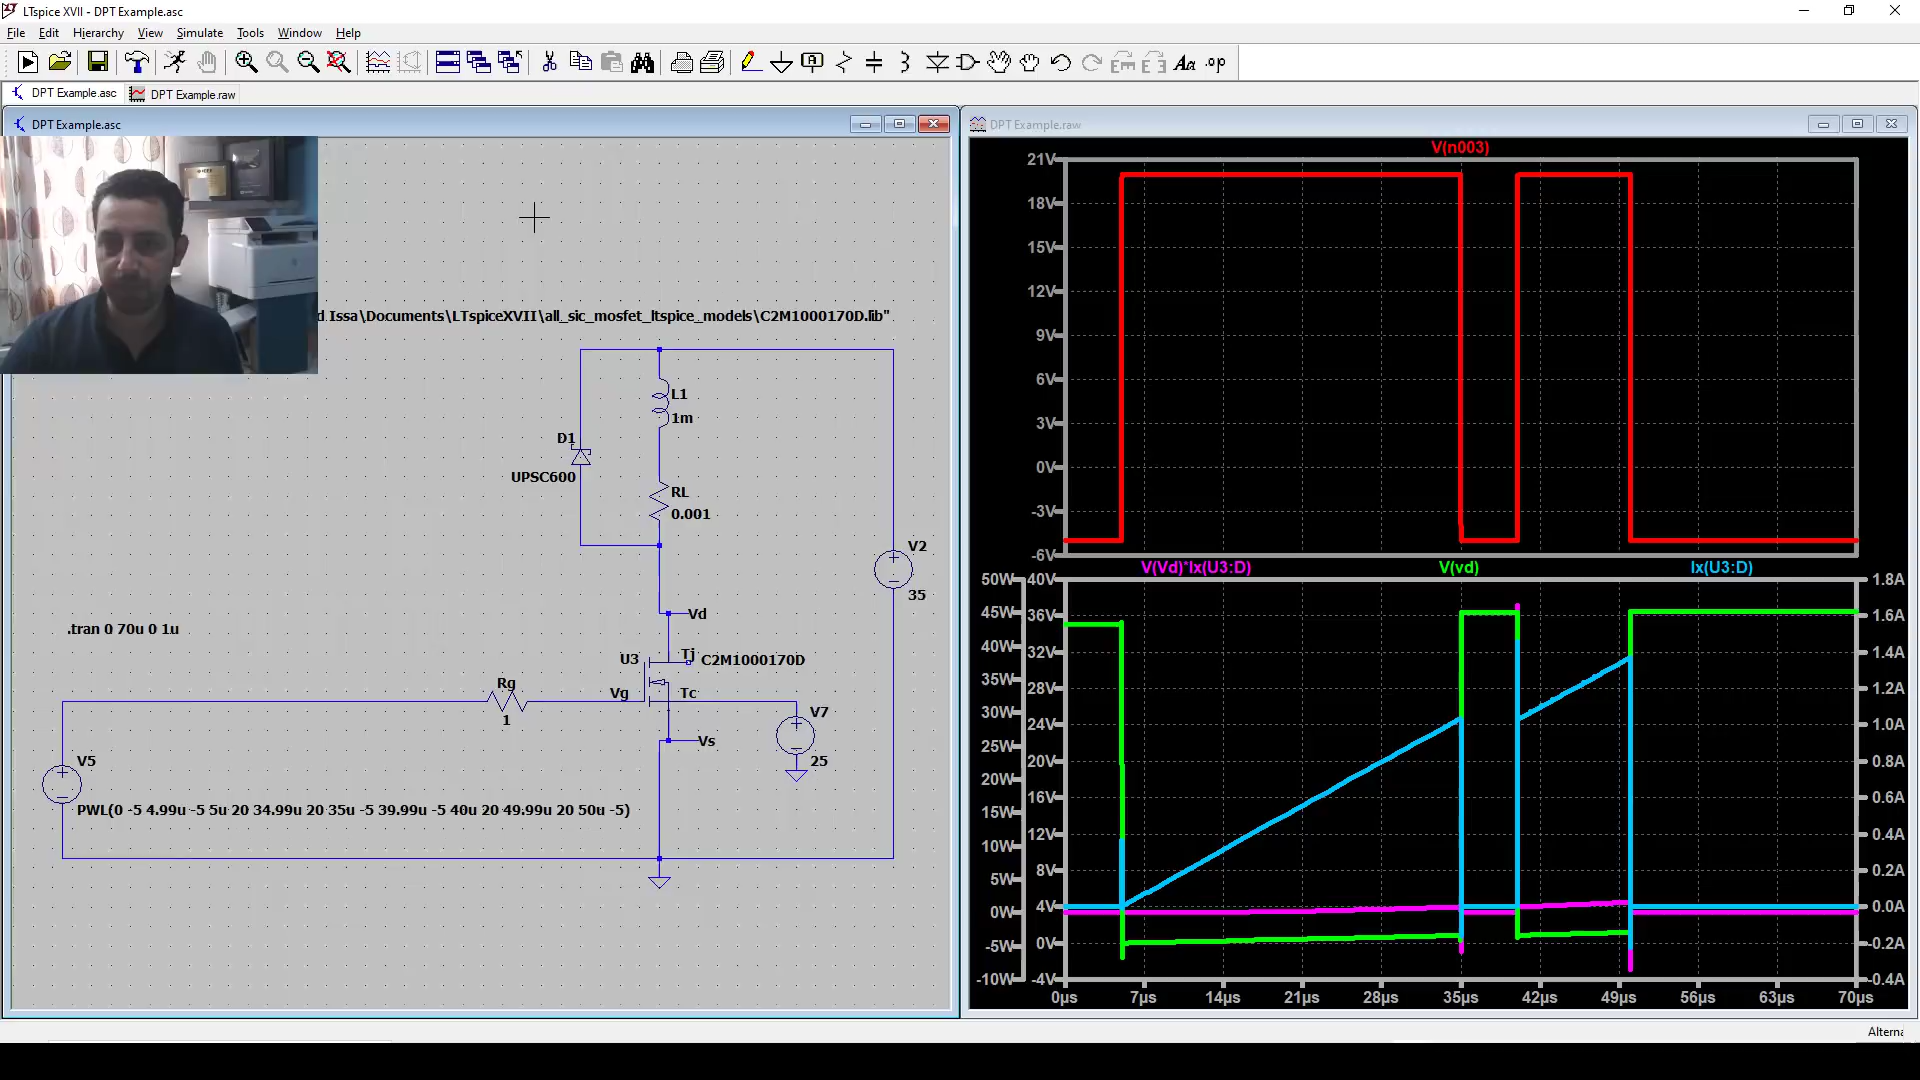 LTspice XVII - DPT Example.asc
File Edit Hierarchy View Simulate Tools Window Help
DPT Example.asc
DPT Example.raw
DPT Example.asc
d Issa\Documents\LTspiceXVII\all_sic_mosfet_ltspice_models\C2M1000170D.lib"
L1
1m
D1
UPSC600
RL
0.001
V2
35
Vd
.tran 0 70u 0 1u
U3
Tj
C2M1000170D
Rg
1
Vg
Tc
V7
25
Vs
V5
PWL(0 -5 4.99u -5 5u 20 34.99u 20 35u -5 39.99u -5 40u 20 49.99u 20 50u -5)
DPT Example.raw
V(n003)
21V
18V
15V
12V
9V
6V
3V
0V
-3V
-6V
V(Vd)*Ix(U3:D) V(vd) Ix(U3:D)
50W 40V 1.8A
45W 36V 1.6A
40W 32V 1.4A
35W 28V 1.2A
30W 24V 1.0A
25W 20V 0.8A
20W 16V 0.6A
15W 12V 0.4A
10W 8V 0.2A
5W 4V 0.0A
0W
-5W 0V -0.2A
-10W -4V -0.4A
0µs 7µs 14µs 21µs 28µs 35µs 42µs 49µs 56µs 63µs 70µs
Alterna